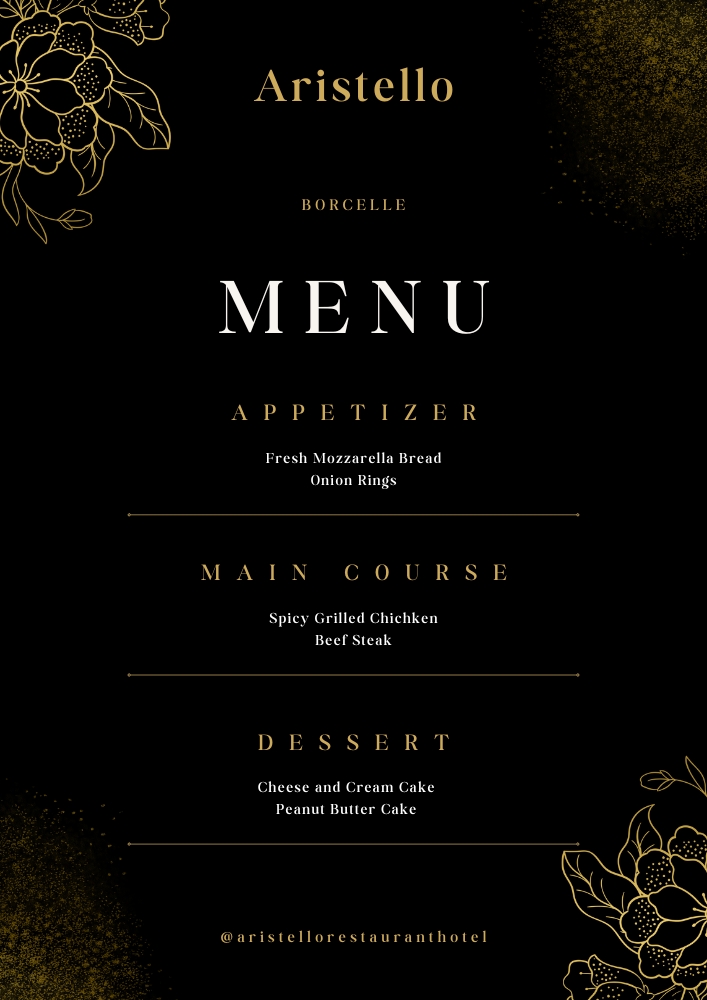 Aristello
BORCELLE
MENU
APPETIZER
Fresh Mozzarella Bread
Onion Rings
MAIN COURSE
Spicy Grilled Chichken
Beef Steak
DESSERT
Cheese and Cream Cake
Peanut Butter Cake
@aristellorestauranthotel